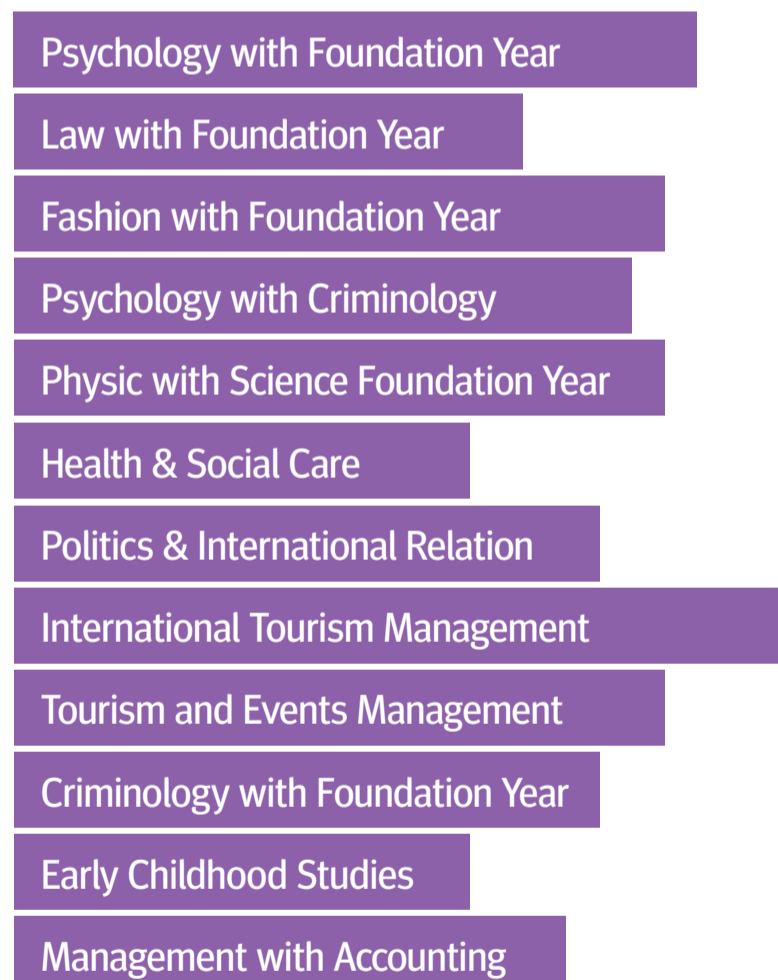 Psychology with Foundation Year
Law with Foundation Year
Fashion with Foundation Year
Psychology with Criminology
Physic with Science Foundation Year
Health & Social Care
Politics & International Relation
International Tourism Management
Tourism and Events Management
Criminology with Foundation Year
Early Childhood Studies
Management with Accounting